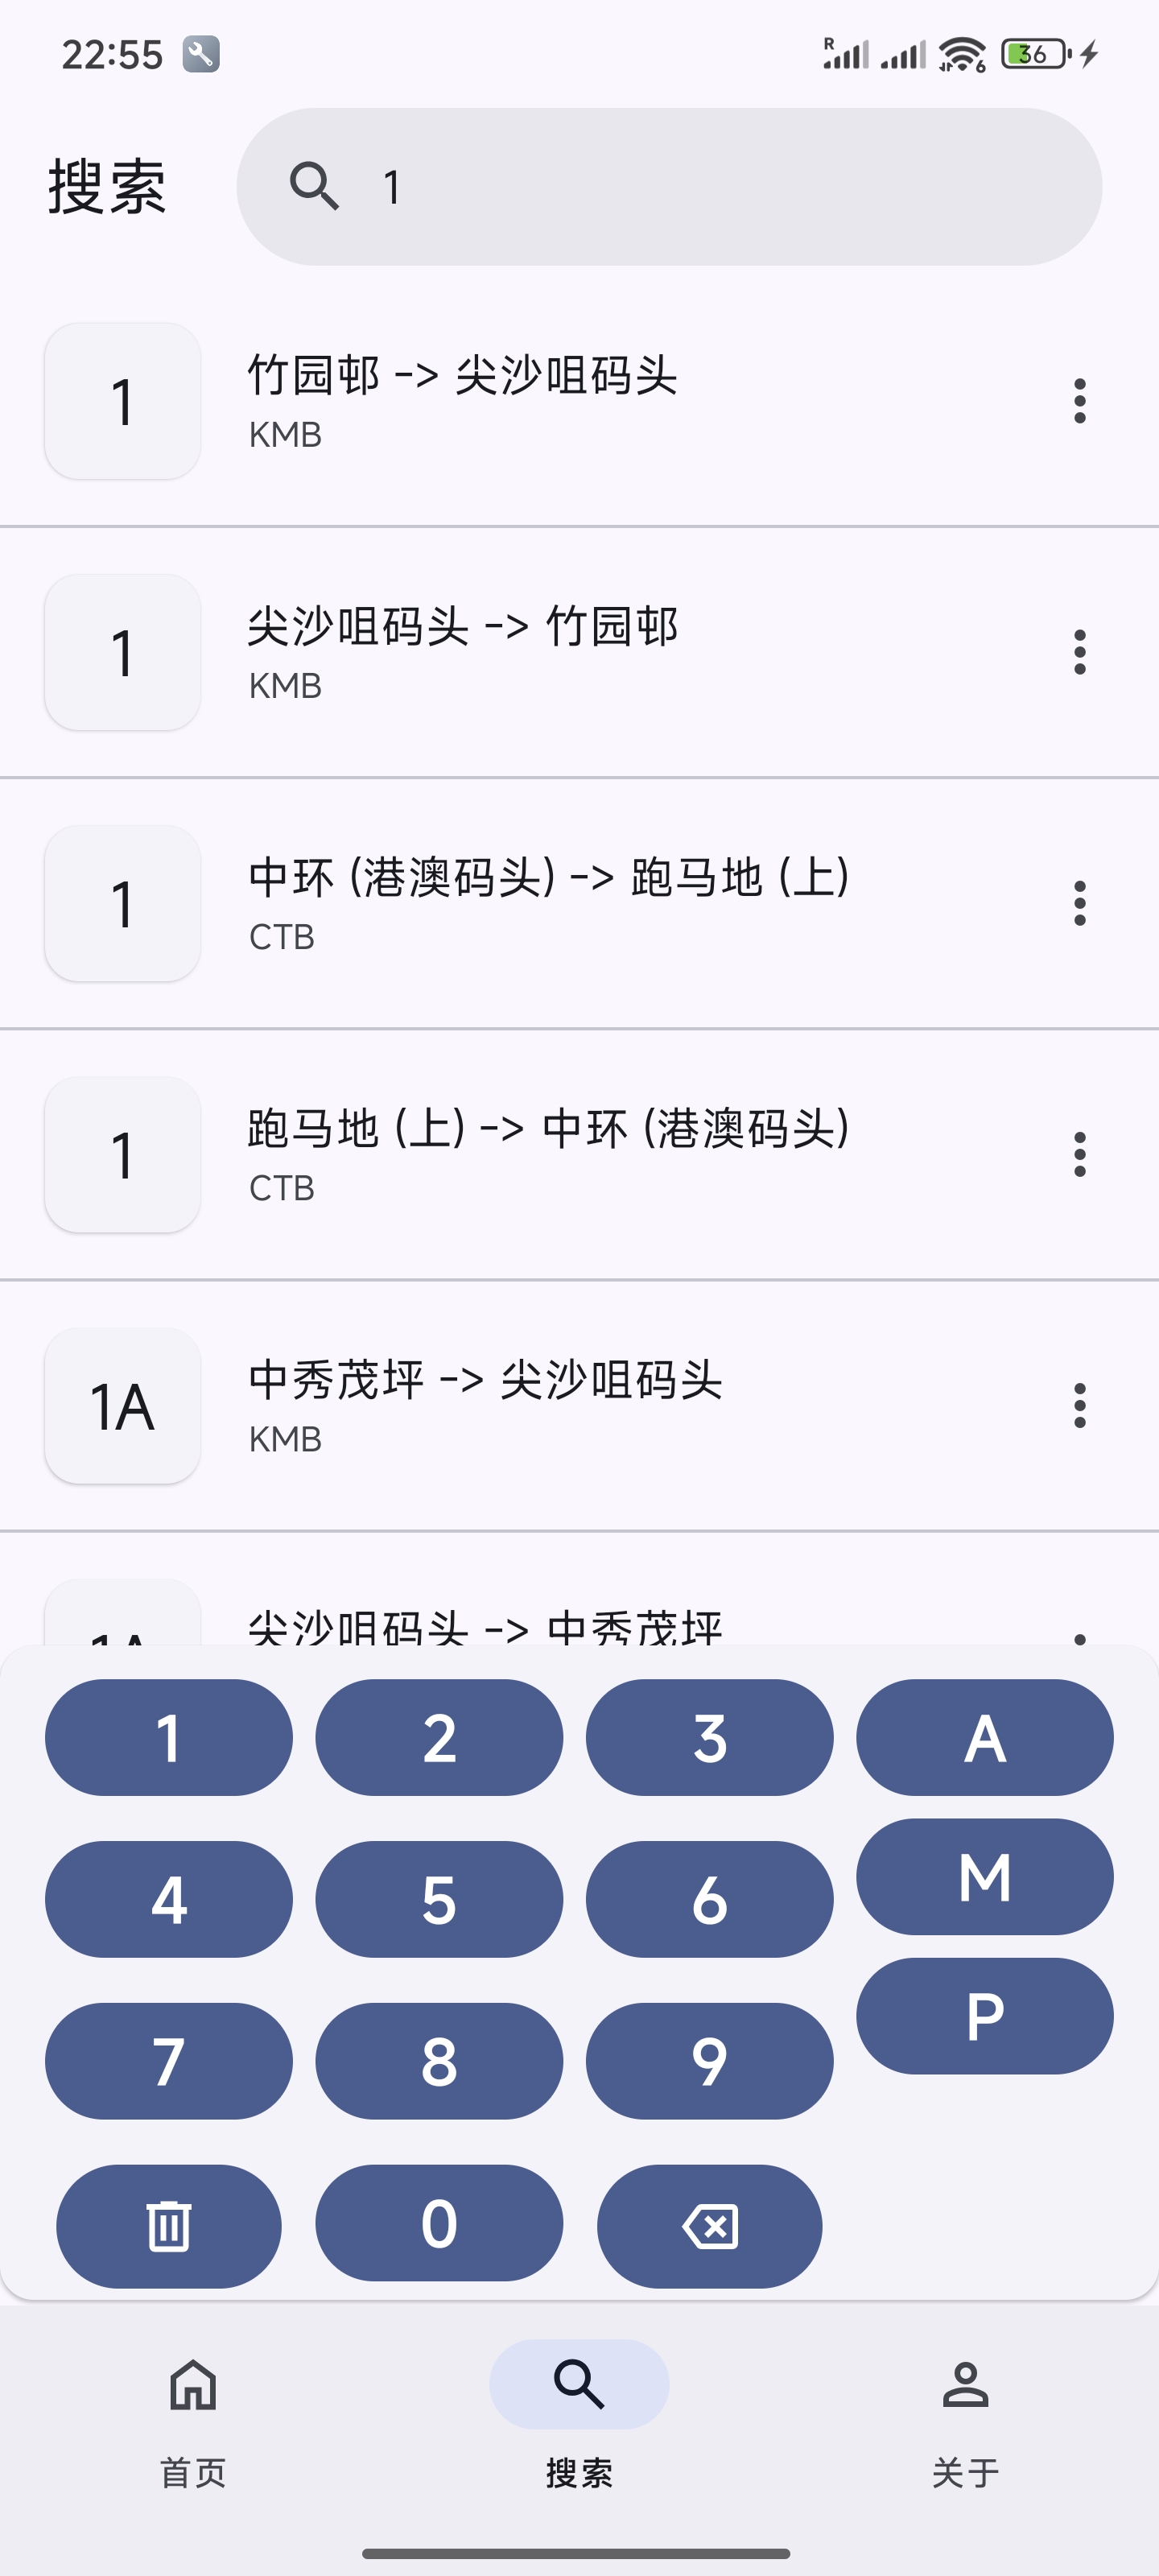 22:55
R
6
36
搜索
1
1
竹园邨 -> 尖沙咀码头
KMB
1
尖沙咀码头 -> 竹园邨
KMB
1
中环 (港澳码头) -> 跑马地 (上)
CTB
1
跑马地 (上) -> 中环 (港澳码头)
CTB
1A
中秀茂坪 -> 尖沙咀码头
KMB
1A
尖沙咀码头 -> 中秀茂坪
1
2
3
A
4
5
6
M
7
8
9
P
0
首页
搜索
关于